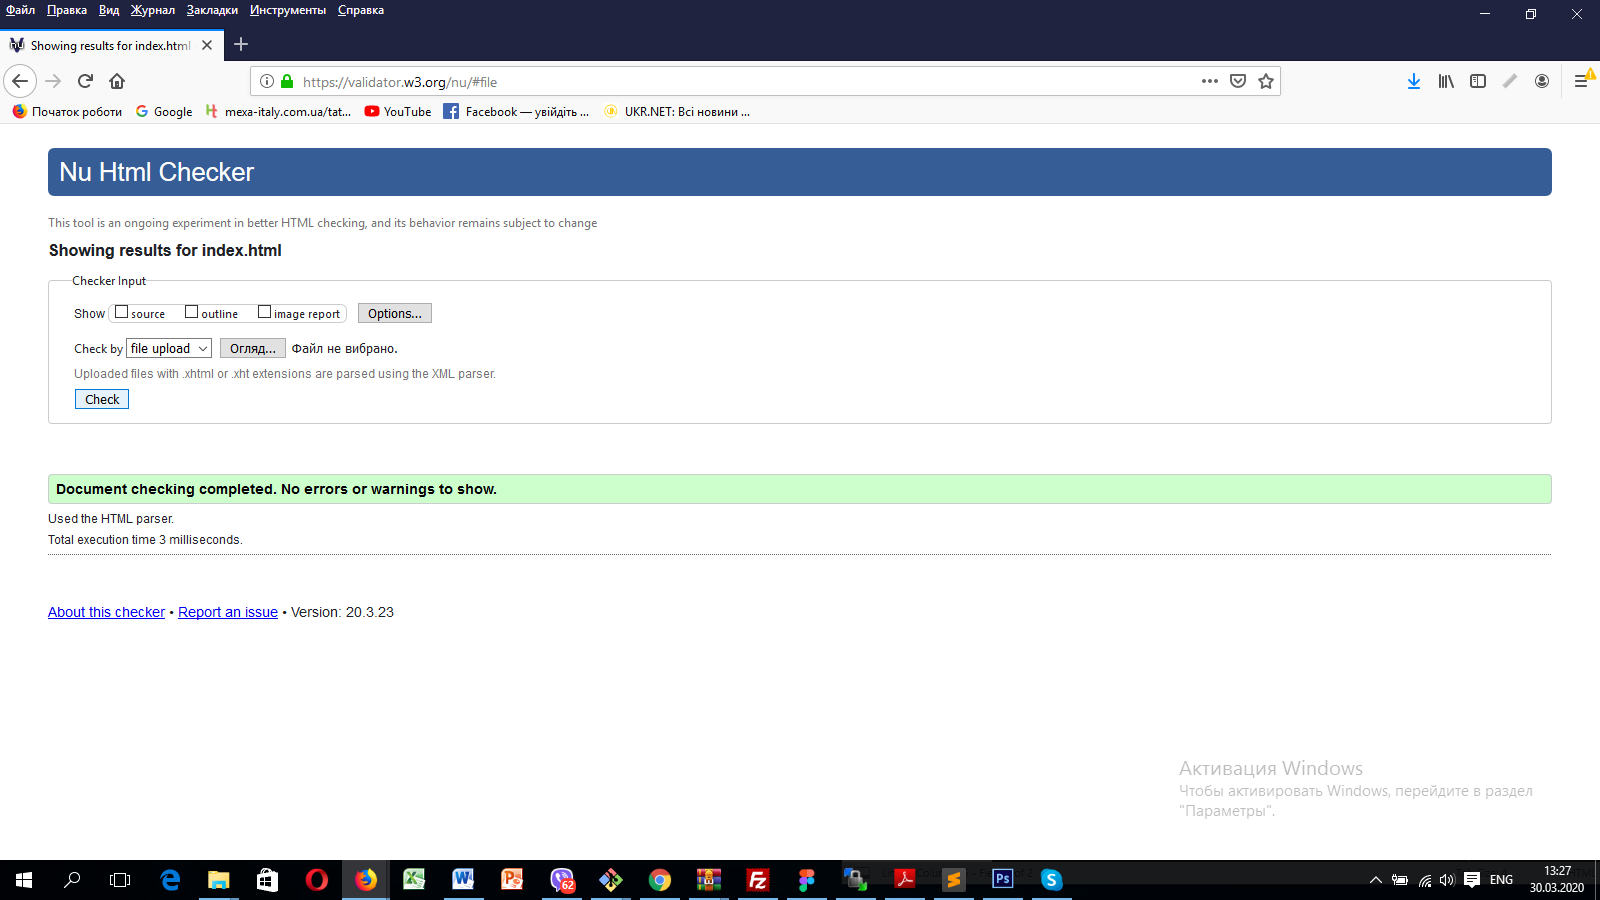 Файл Правка Вид Журнал Закладки Инструменты Справка
Showing results for index.html
https://validator.w3.org/nu/#file
Початок роботи Google mexa-italy.com.ua/tat... YouTube Facebook — увійдіть ... UKR.NET: Всі новини ...
Nu Html Checker
This tool is an ongoing experiment in better HTML checking, and its behavior remains subject to change
Showing results for index.html
Checker Input
Show source outline image report Options...
Check by file upload Огляд... Файл не вибрано.
Uploaded files with .xhtml or .xht extensions are parsed using the XML parser.
Check
Document checking completed. No errors or warnings to show.
Used the HTML parser.
Total execution time 3 milliseconds.
About this checker • Report an issue • Version: 20.3.23
Активация Windows
Чтобы активировать Windows, перейдите в раздел
"Параметры".
62
Ps
ENG
13:27
30.03.2020